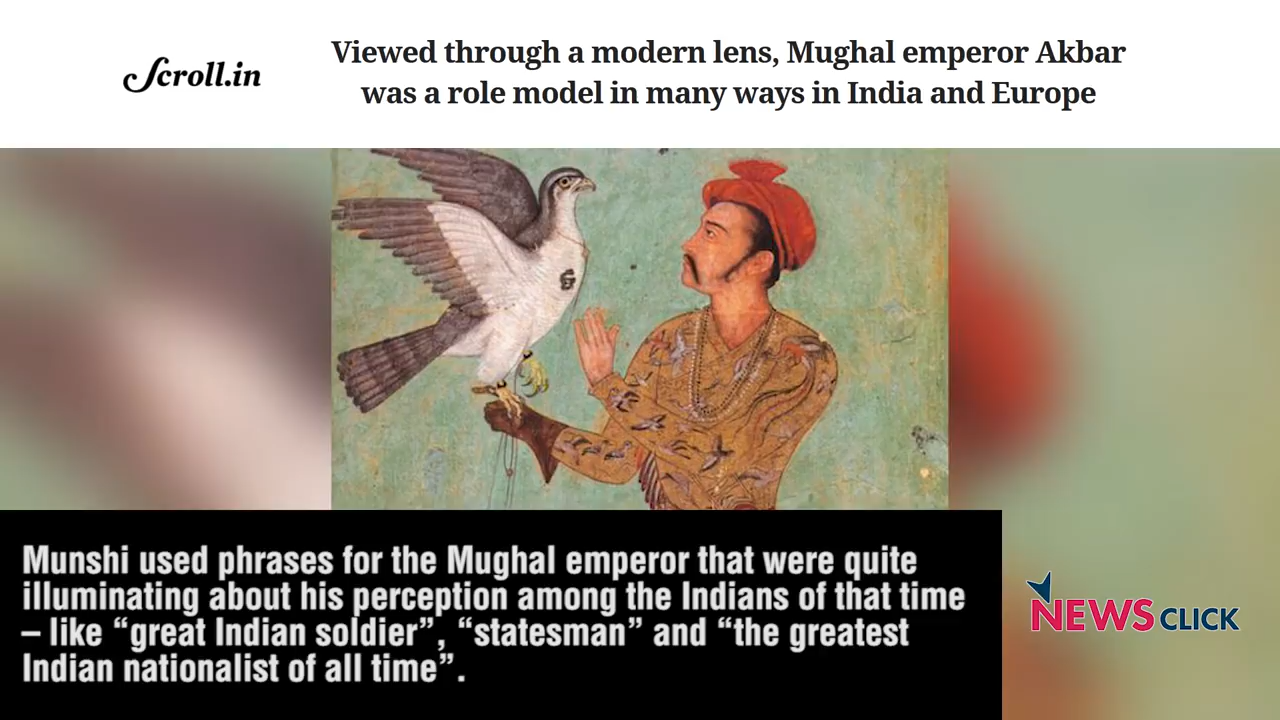 Scroll.in
Viewed through a modern lens, Mughal emperor Akbar
was a role model in many ways in India and Europe
Munshi used phrases for the Mughal emperor that were quite
illuminating about his perception among the Indians of that time
– like “great Indian soldier”, “statesman” and “the greatest
Indian nationalist of all time”.
NEWSCLICK